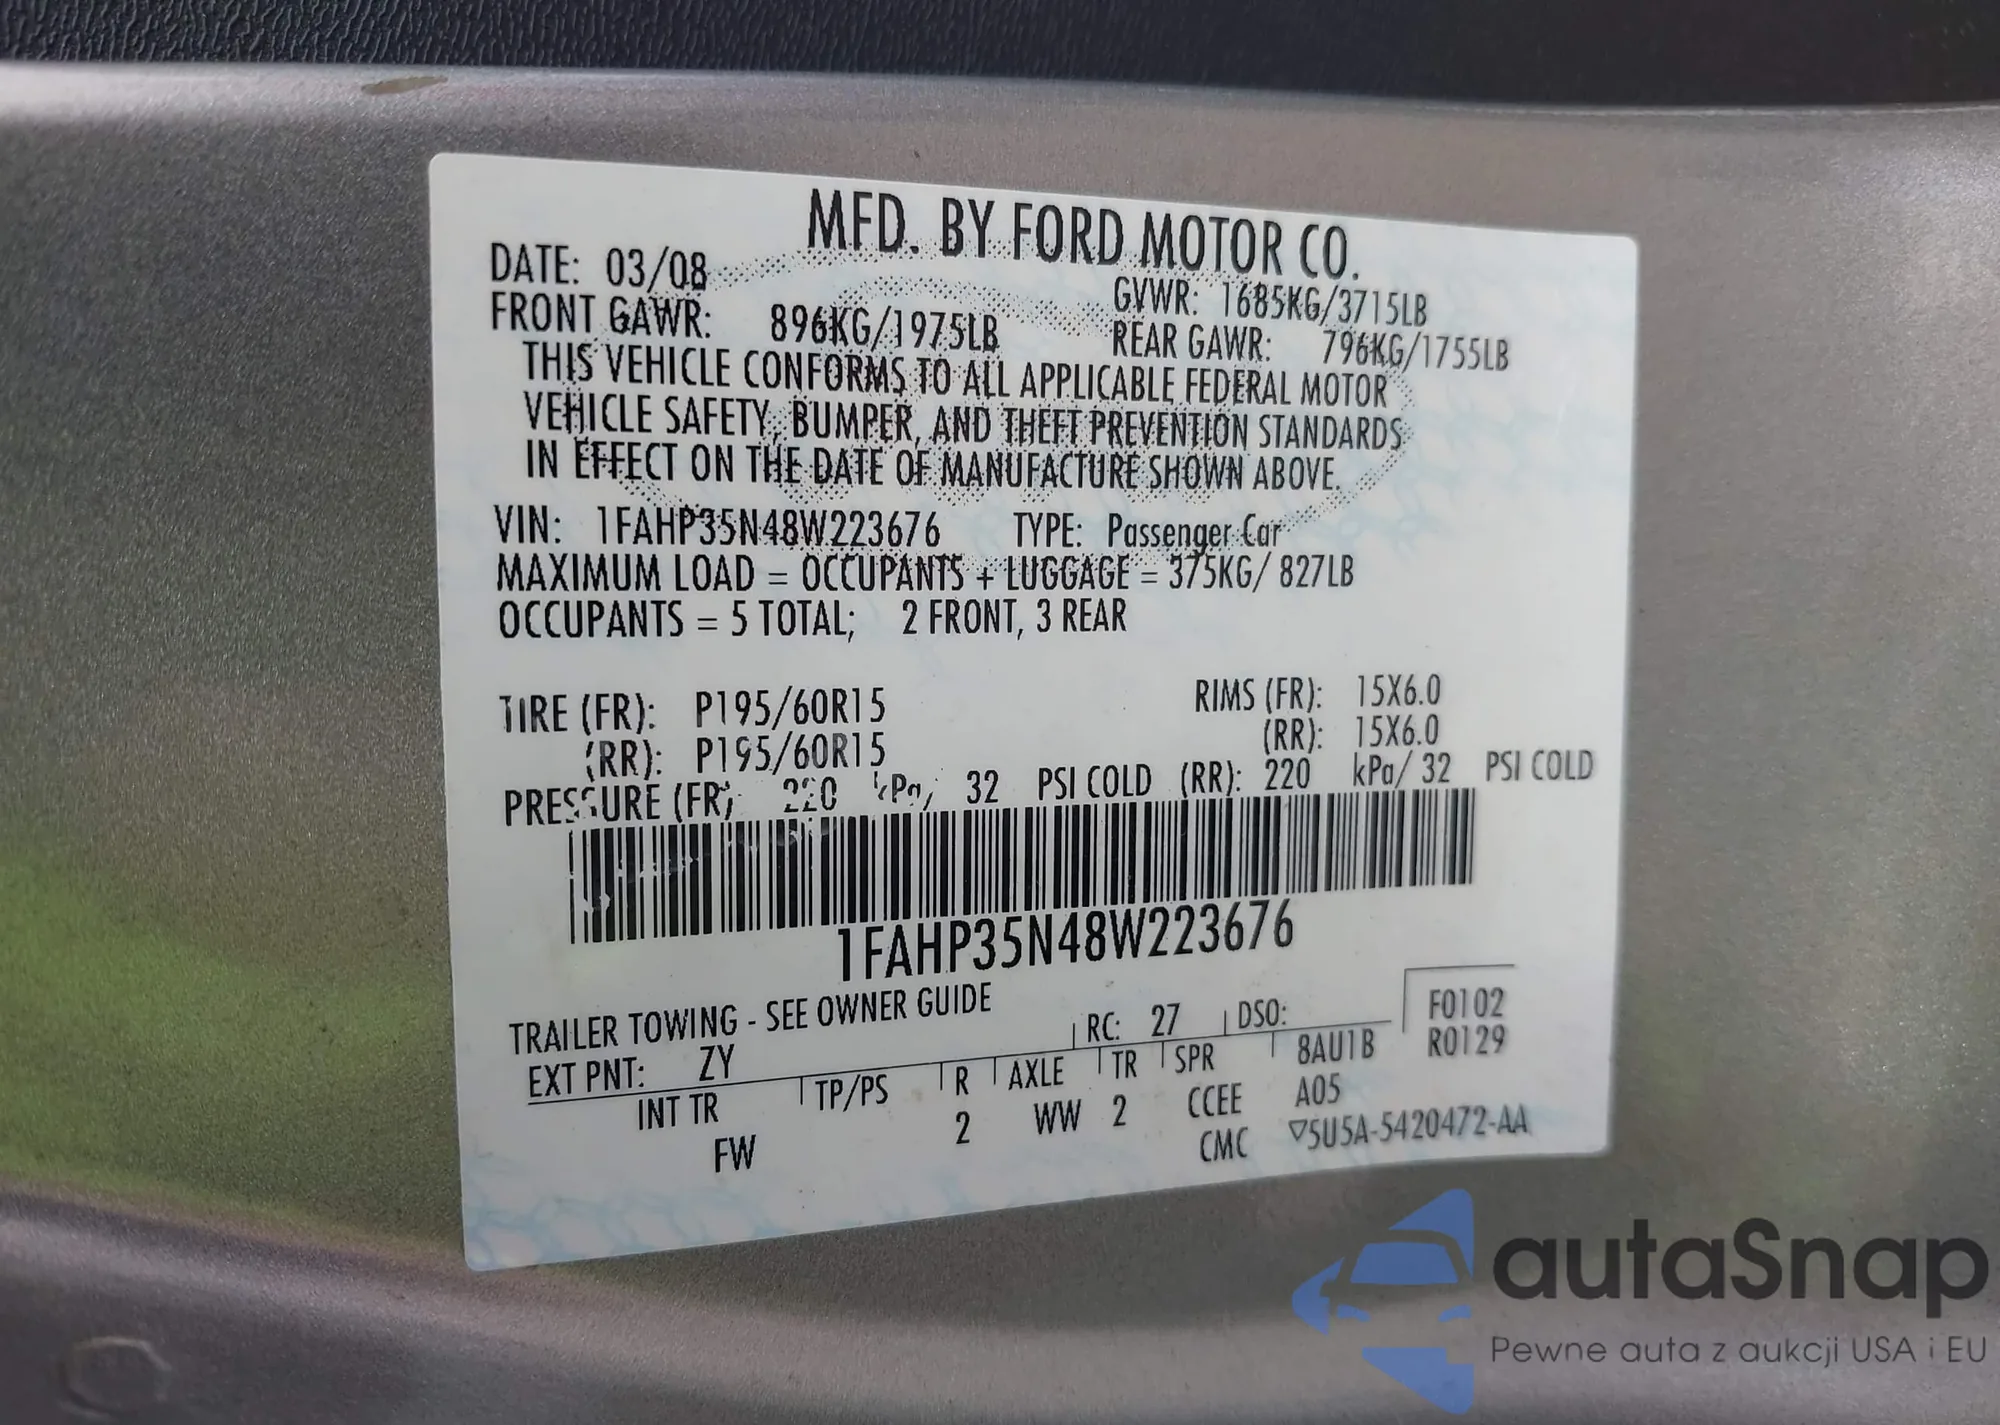 MFD. BY FORD MOTOR CO.
DATE: 03/08 GVWR: 1685KG/3715LB
FRONT GAWR: 896KG/1975LB REAR GAWR: 796KG/1755LB
THIS VEHICLE CONFORMS TO ALL APPLICABLE FEDERAL MOTOR
VEHICLE SAFETY, BUMPER, AND THEFT PREVENTION STANDARDS
IN EFFECT ON THE DATE OF MANUFACTURE SHOWN ABOVE.
VIN: 1FAHP35N48W223676 TYPE: Passenger Car
MAXIMUM LOAD = OCCUPANTS + LUGGAGE = 375KG/ 827LB
OCCUPANTS = 5 TOTAL; 2 FRONT, 3 REAR
TIRE (FR): P195/60R15 RIMS (FR): 15X6.0
(RR): P195/60R15 (RR): 15X6.0
PRESSURE (FR): 220 kPa/ 32 PSI COLD (RR): 220 kPa/ 32 PSI COLD
1FAHP35N48W223676
TRAILER TOWING - SEE OWNER GUIDE
RC: 27 DSO: F0102
EXT PNT: ZY 8AU1B R0129
INT TR TP/PS R AXLE TR SPR A05
FW 2 WW 2 CCEE
CMC ▽5U5A-5420472-AA
autaSnap
Pewne auta z aukcji USA i EU